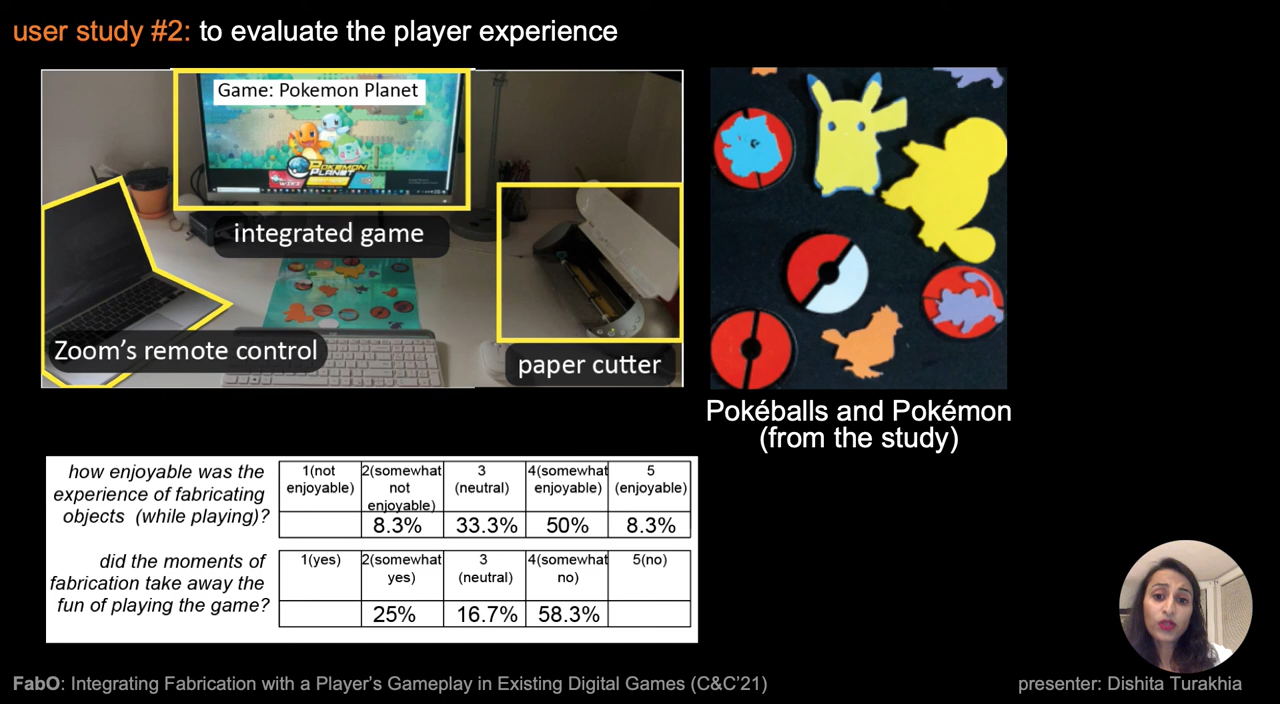 user study #2: to evaluate the player experience
Game: Pokemon Planet
POKÉMON
PLANET
integrated game
Zoom's remote control
paper cutter
Pokéballs and Pokémon
(from the study)
how enjoyable was the
experience of fabricating
objects (while playing)?
1(not
enjoyable)
2(somewhat
not
enjoyable)
3
(neutral)
4(somewhat
enjoyable)
5
(enjoyable)
8.3%
33.3%
50%
8.3%
did the moments of
fabrication take away the
fun of playing the game?
1(yes)
2(somewhat
yes)
3
(neutral)
4(somewhat
no)
5(no)
25%
16.7%
58.3%
FabO: Integrating Fabrication with a Player's Gameplay in Existing Digital Games (C&C'21)
presenter: Dishita Turakhia